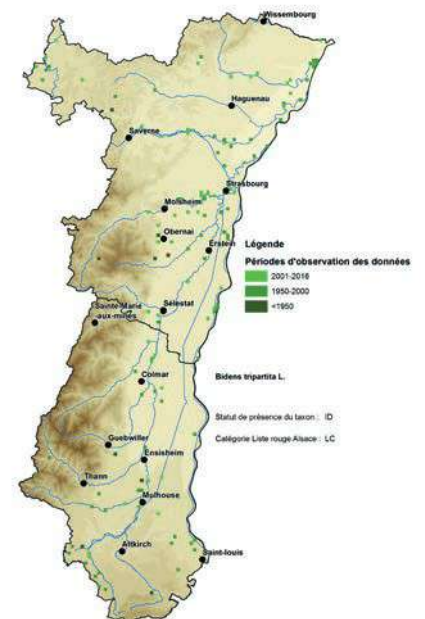 Wissembourg
Haguenau
Saverne
Strasbourg
Molsheim
Obernai
Erstein
Légende
Périodes d'observation des données
2001-2016
1950-2000
<1950
Sélestat
Sainte-Marie
-aux-mines
Colmar
Bidens tripartita L.
Statut de présence du taxon : ID
Catégorie Liste rouge Alsace : LC
Guebwiller
Ensisheim
Thann
Mulhouse
Altkirch
Saint-louis